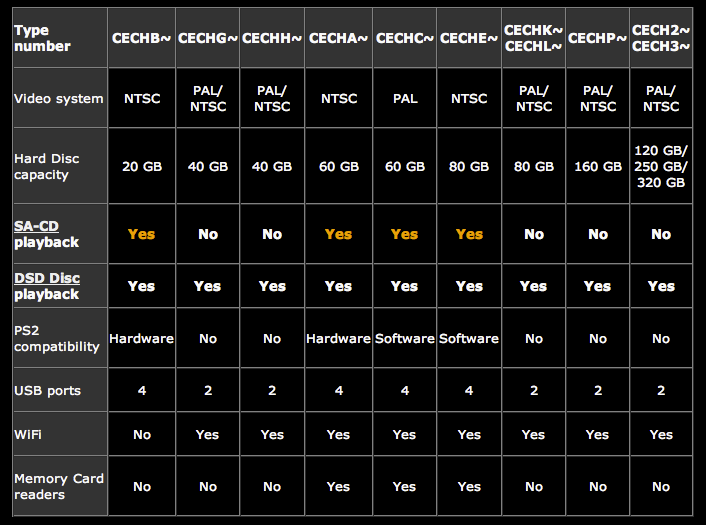 Type number CECHB~ CECHG~ CECHH~ CECHA~ CECHC~ CECHE~ CECHK~ CECHL~ CECHP~ CECH2~ CECH3~
Video system NTSC PAL/ NTSC PAL/ NTSC NTSC PAL NTSC PAL/ NTSC PAL/ NTSC PAL/ NTSC
Hard Disc capacity 20 GB 40 GB 40 GB 60 GB 60 GB 80 GB 80 GB 160 GB 120 GB/ 250 GB/ 320 GB
SA-CD playback Yes No No Yes Yes Yes No No No
DSD Disc playback Yes Yes Yes Yes Yes Yes Yes Yes Yes
PS2 compatibility Hardware No No Hardware Software Software No No No
USB ports 4 2 2 4 4 4 2 2 2
WiFi No Yes Yes Yes Yes Yes Yes Yes Yes
Memory Card readers No No No Yes Yes Yes No No No